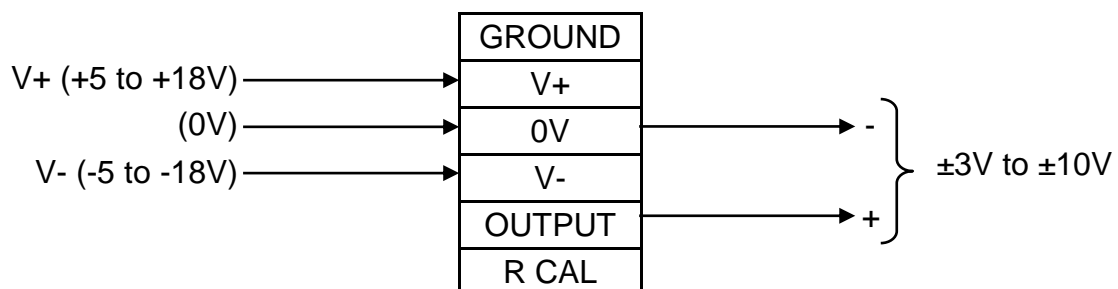 GROUND
V+ (+5 to +18V)
V+
(0V)
0V
-
V- (-5 to -18V)
V-
±3V to ±10V
OUTPUT
+
R CAL